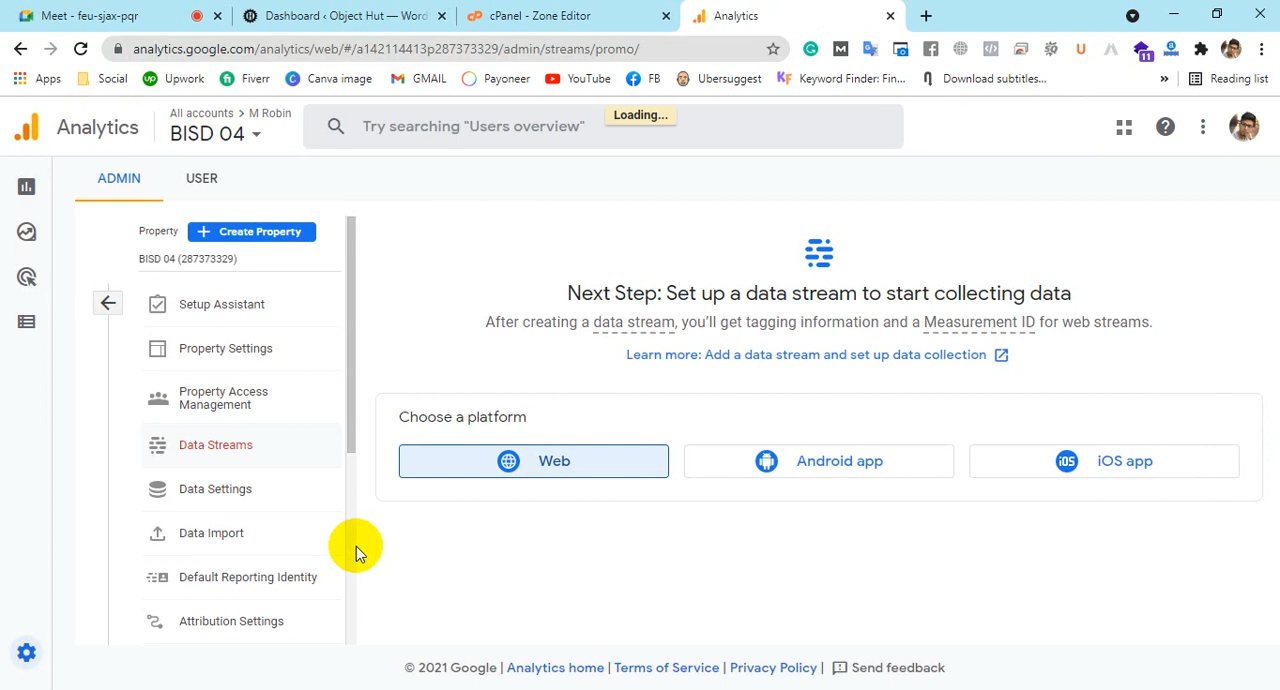 Meet - feu-sjax-pqr
Dashboard ‹ Object Hut — Word
cPanel - Zone Editor
Analytics
analytics.google.com/analytics/web/#/a142114413p287373329/admin/streams/promo/
11
Apps
Social
Upwork
Fiverr
Canva image
GMAIL
Payoneer
YouTube
FB
Ubersuggest
Keyword Finder: Fin...
Download subtitles...
»
Reading list
Analytics
All accounts > M Robin
BISD 04
Try searching "Users overview"
Loading...
ADMIN
USER
Property
+ Create Property
BISD 04 (287373329)
Setup Assistant
Property Settings
Property Access
Management
Data Streams
Data Settings
Data Import
Default Reporting Identity
Attribution Settings
Next Step: Set up a data stream to start collecting data
After creating a data stream, you'll get tagging information and a Measurement ID for web streams.
Learn more: Add a data stream and set up data collection
Choose a platform
Web
Android app
iOS app
© 2021 Google | Analytics home | Terms of Service | Privacy Policy | Send feedback